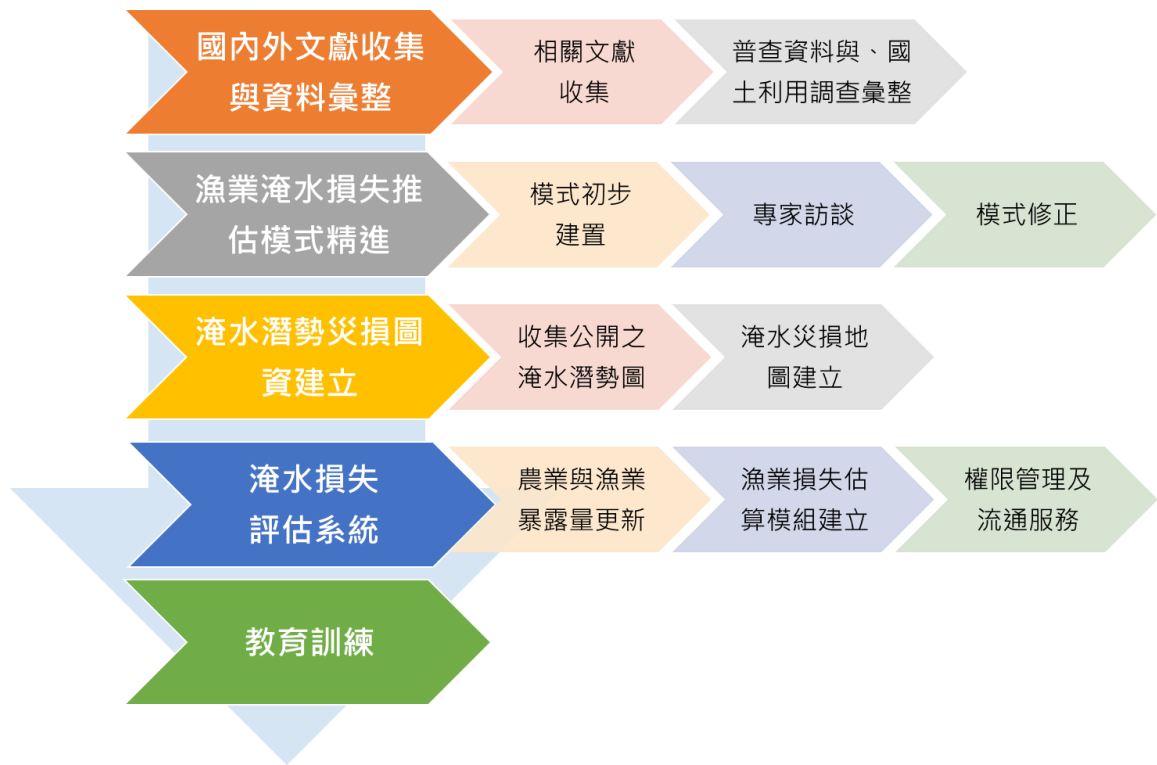 國內外文獻收集
與資料彙整
相關文獻
收集
普查資料與、國
土利用調查彙整
漁業淹水損失推
估模式精進
模式初步
建置
專家訪談
模式修正
淹水潛勢災損圖
資建立
收集公開之
淹水潛勢圖
淹水災損地
圖建立
淹水損失
評估系統
農業與漁業
暴露量更新
漁業損失估
算模組建立
權限管理及
流通服務
教育訓練